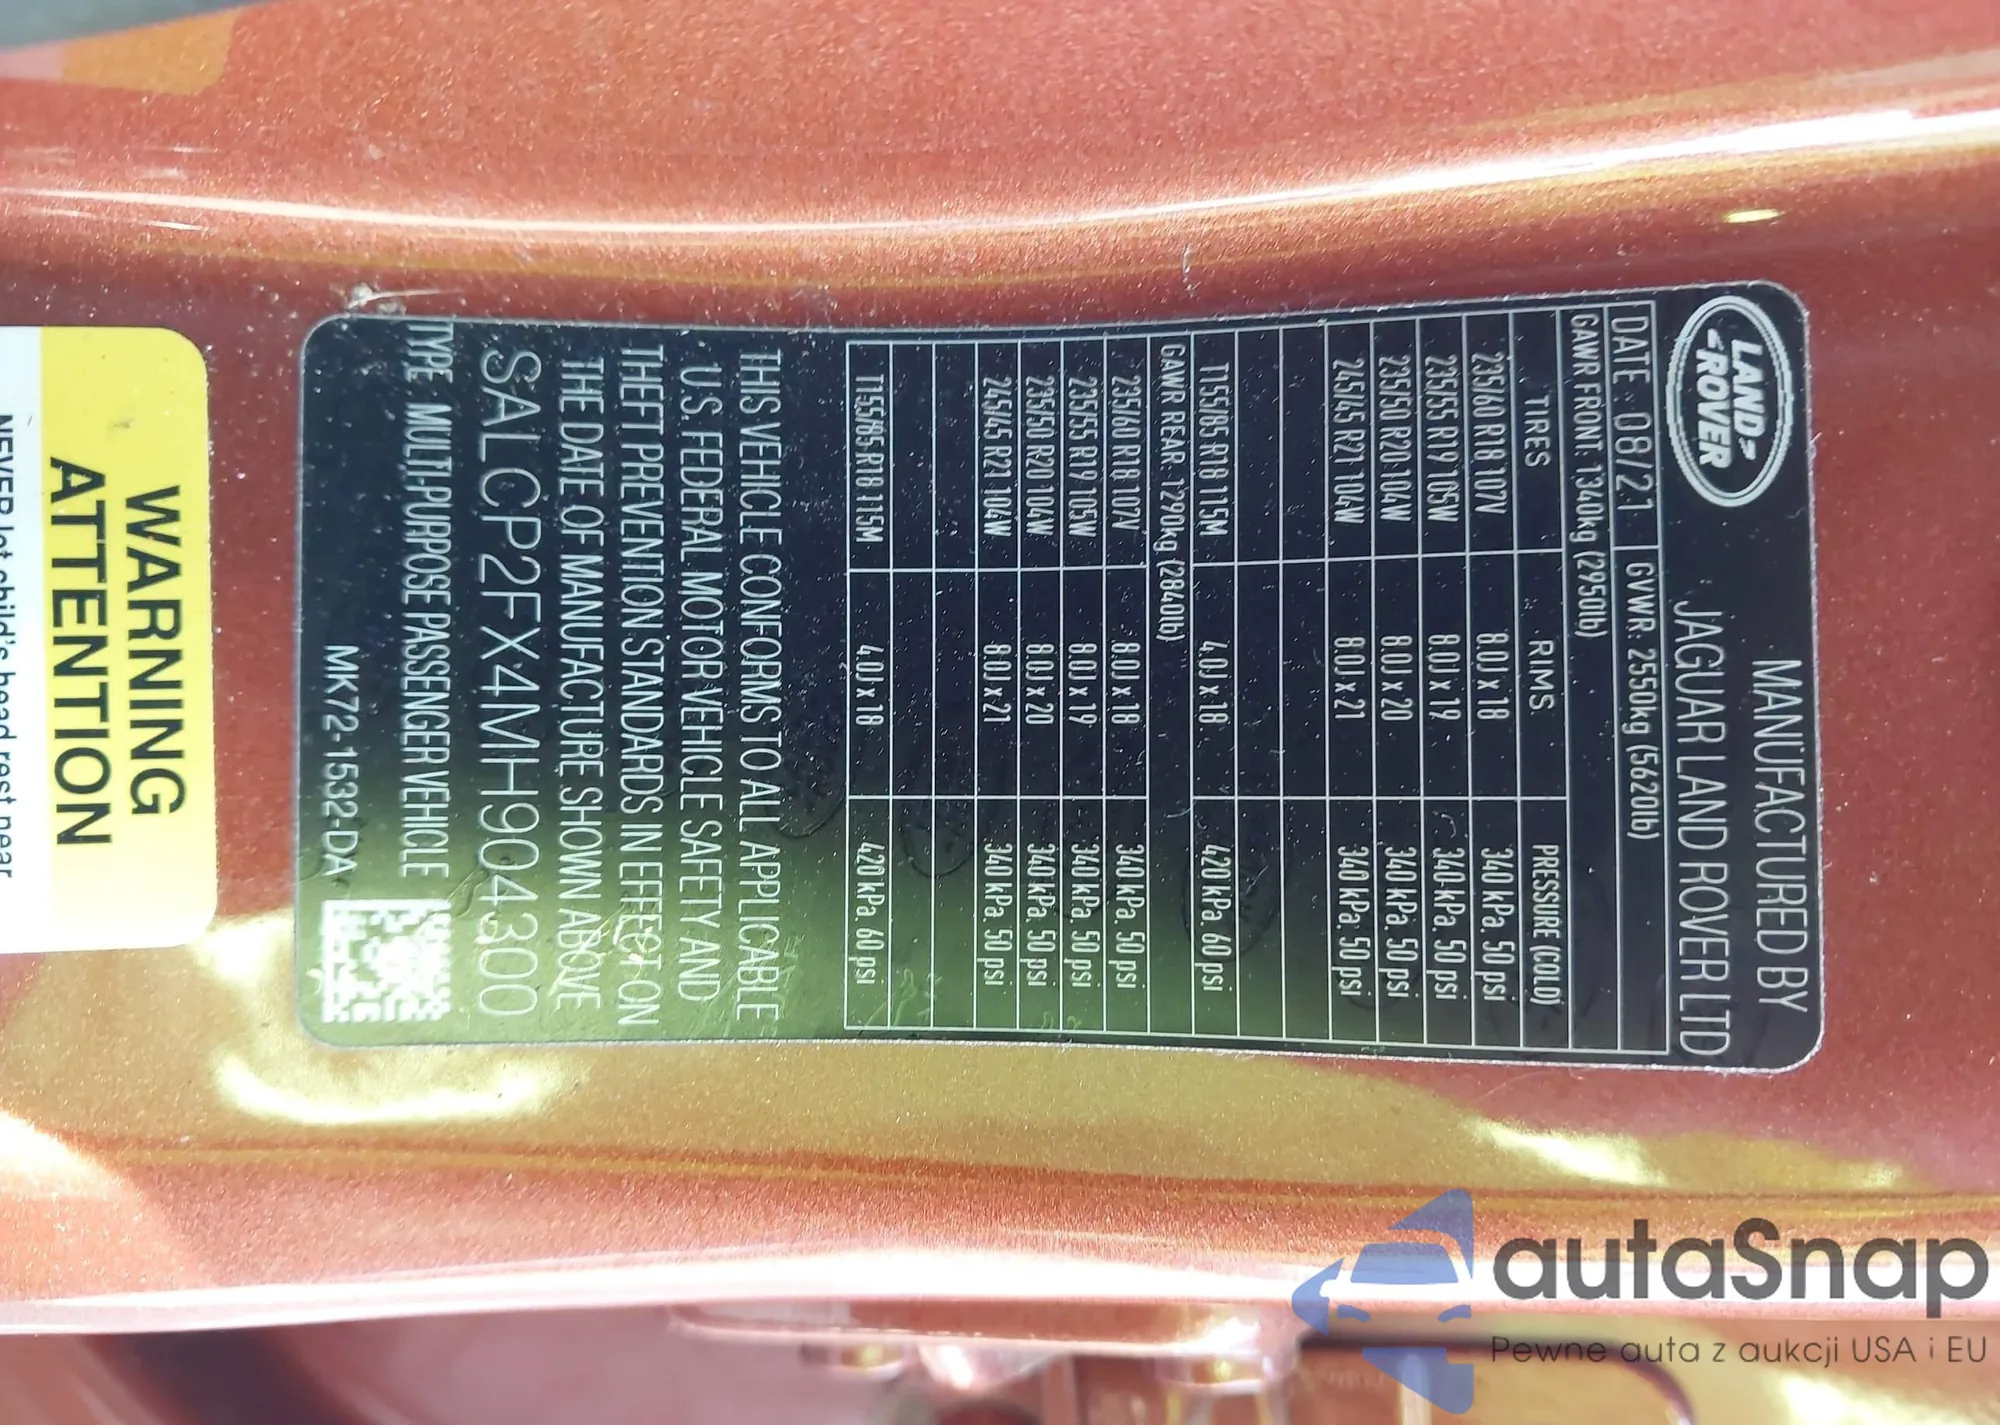 LAND
ROVER
MANUFACTURED BY
JAGUAR LAND ROVER LTD
DATE 08/21 GVWR: 2550kg (5620lb)
GAWR FRONT: 1340kg (2950lb)
TIRES RIMS PRESSURE (COLD)
235/60 R18 107V 8.0J x 18 340 kPa. 50 psi
235/55 R19 105W 8.0J x 19 340 kPa. 50 psi
235/50 R20 104W 8.0J x 20 340 kPa. 50 psi
245/45 R21 104W 8.0J x 21 340 kPa. 50 psi
T155/85 R18 115M 4.0J x 18 420 kPa. 60 psi
GAWR REAR: 1290kg (2840lb)
235/60 R18 107V 8.0J x 18 340 kPa. 50 psi
235/55 R19 105W 8.0J x 19 340 kPa. 50 psi
235/50 R20 104W 8.0J x 20 340 kPa. 50 psi
245/45 R21 104W 8.0J x 21 340 kPa. 50 psi
T155/85 R18 115M 4.0J x 18 420 kPa. 60 psi
THIS VEHICLE CONFORMS TO ALL APPLICABLE
U.S. FEDERAL MOTOR VEHICLE SAFETY AND
THEFT PREVENTION STANDARDS IN EFFECT ON
THE DATE OF MANUFACTURE SHOWN ABOVE
SALCP2FX4MH904300
TYPE MULTI-PURPOSE PASSENGER VEHICLE
MK72-1532-DA
WARNING
ATTENTION
NEVER let child's head rest near
autaSnap
Pewne auta z aukcji USA i EU